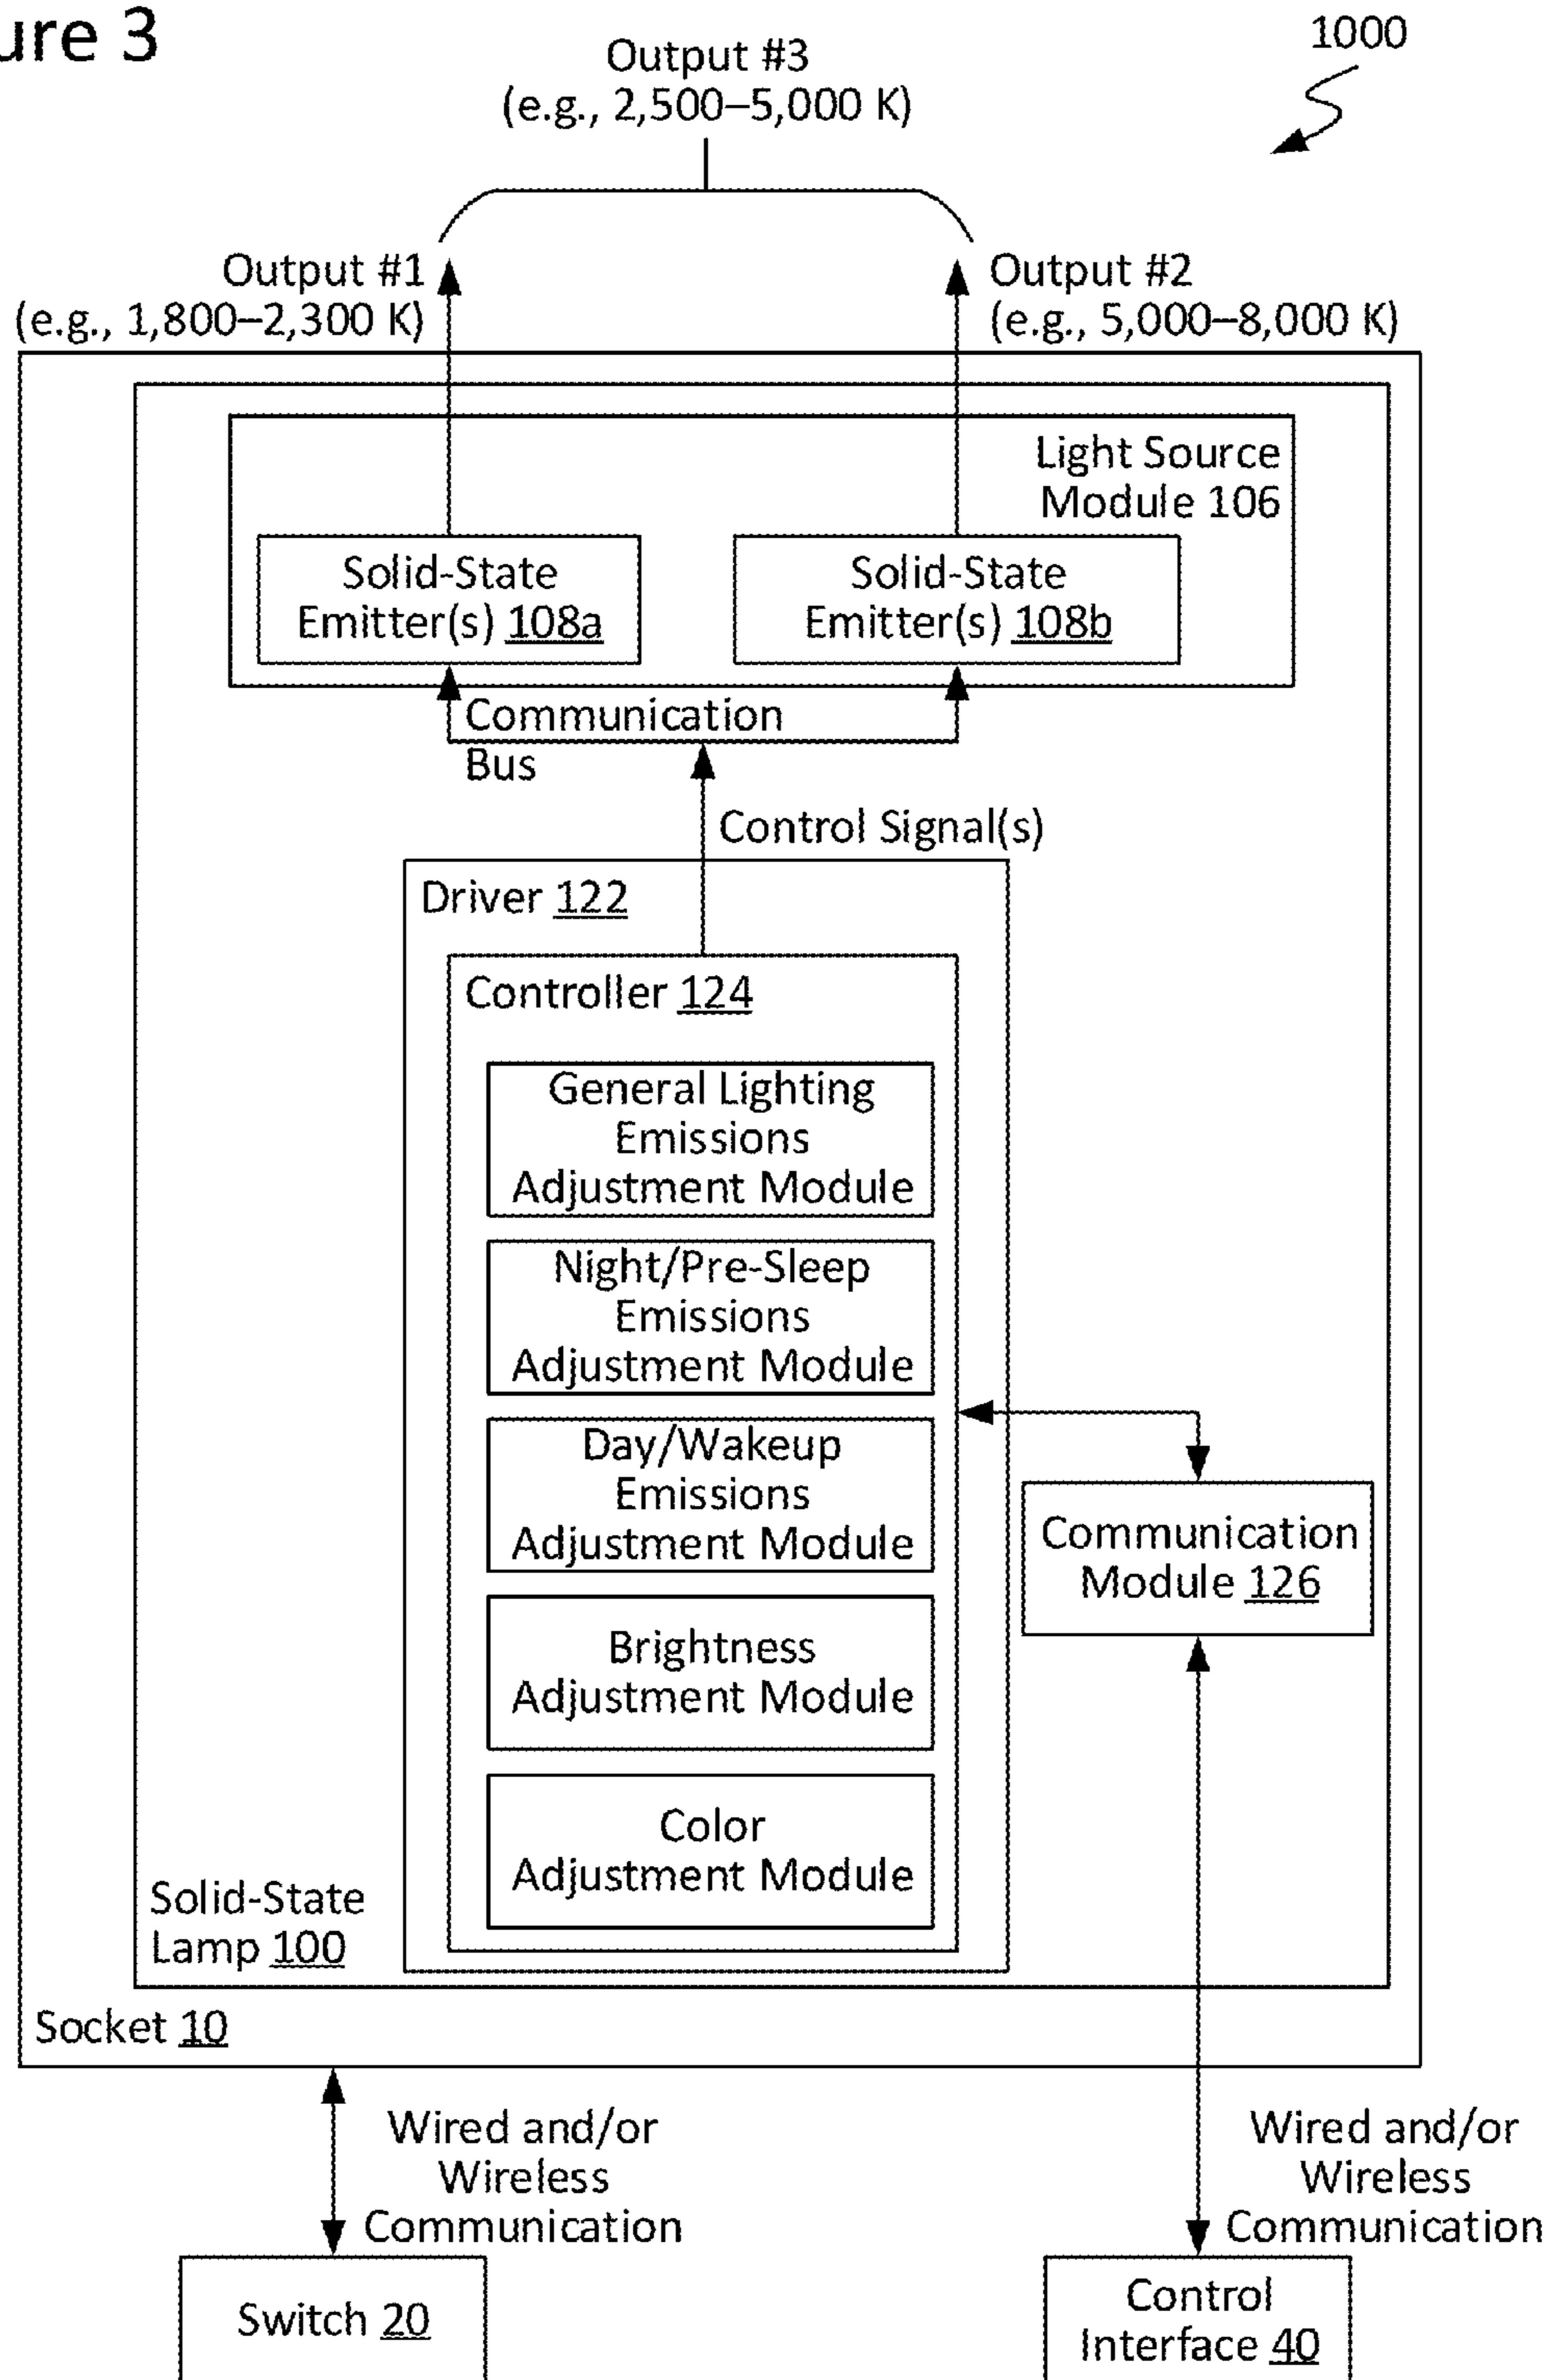 ure 3
1000
Output #3
(e.g., 2,500–5,000 K)
Output #1
(e.g., 1,800–2,300 K)
Output #2
(e.g., 5,000–8,000 K)
Light Source
Module 106
Solid-State
Emitter(s) 108a
Solid-State
Emitter(s) 108b
Communication
Bus
Control Signal(s)
Driver 122
Controller 124
General Lighting
Emissions
Adjustment Module
Night/Pre-Sleep
Emissions
Adjustment Module
Day/Wakeup
Emissions
Adjustment Module
Communication
Module 126
Brightness
Adjustment Module
Color
Adjustment Module
Solid-State
Lamp 100
Socket 10
Wired and/or
Wireless
Communication
Wired and/or
Wireless
Communication
Switch 20
Control
Interface 40